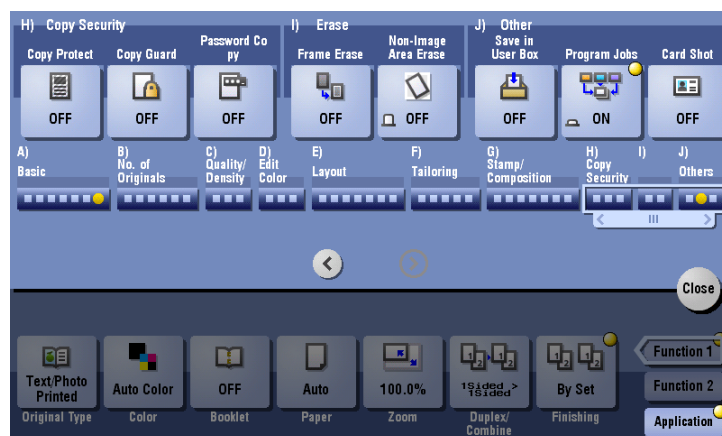 H) Copy Security
I) Erase
J) Other
Copy Protect
Copy Guard
Password Co
py
Frame Erase
Non-Image
Area Erase
Save in
User Box
Program Jobs
Card Shot
OFF
OFF
OFF
OFF
OFF
OFF
ON
OFF
A)
Basic
B)
No. of
Originals
C)
Quality/
Density
D)
Edit
Color
E)
Layout
F)
Tailoring
G)
Stamp/
Composition
H)
Copy
Security
I)
J)
Others
Close
Text/Photo
Printed
Auto Color
OFF
Auto
100.0%
1Sided >
1Sided
By Set
Original Type
Color
Booklet
Paper
Zoom
Duplex/
Combine
Finishing
Function 1
Function 2
Application